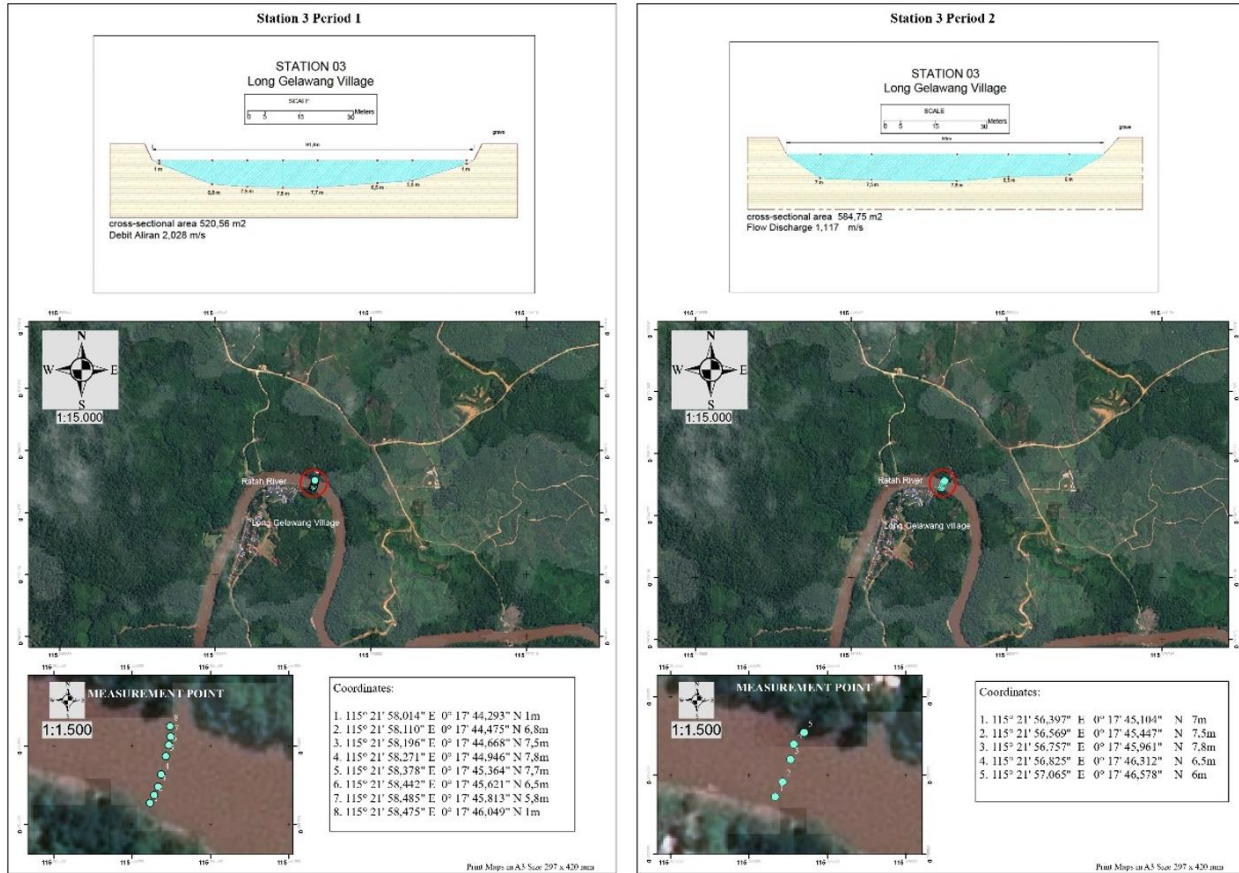 Station 3 Period 1
STATION 03
Long Gelawang Village
SCALE
0 5 15 30 Meters
1 m 6,8 m 7,5 m 7,8 m 7,7 m 6,5 m 5,8 m 1 m
cross-sectional area 520,56 m2
Debit Aliran 2,028 m/s
N
W E
S
1:15.000
Ratah River
Long Gelawang Village
MEASUREMENT POINT
1:1.500
Coordinates:
1. 115° 21' 58,014" E 0° 17' 44,293" N 1m
2. 115° 21' 58,110" E 0° 17' 44,475" N 6,8m
3. 115° 21' 58,196" E 0° 17' 44,668" N 7,5m
4. 115° 21' 58,271" E 0° 17' 44,946" N 7,8m
5. 115° 21' 58,378" E 0° 17' 45,364" N 7,7m
6. 115° 21' 58,442" E 0° 17' 45,621" N 6,5m
7. 115° 21' 58,485" E 0° 17' 45,813" N 5,8m
8. 115° 21' 58,475" E 0° 17' 46,049" N 1m
Print Maps in A3 Size 297 x 420 mm
Station 3 Period 2
STATION 03
Long Gelawang Village
SCALE
0 5 15 30 Meters
7 m 7,5 m 7,8 m 6,5 m 6 m
cross-sectional area 584,75 m2
Flow Discharge 1,117 m/s
N
W E
S
1:15.000
Ratah River
Long Gelawang village
MEASUREMENT POINT
1:1.500
Coordinates:
1. 115° 21' 56,397" E 0° 17' 45,104" N 7m
2. 115° 21' 56,569" E 0° 17' 45,447" N 7,5m
3. 115° 21' 56,757" E 0° 17' 45,961" N 7,8m
4. 115° 21' 56,825" E 0° 17' 46,312" N 6,5m
5. 115° 21' 57,065" E 0° 17' 46,578" N 6m
Print Maps in A3 Size 297 x 420 mm